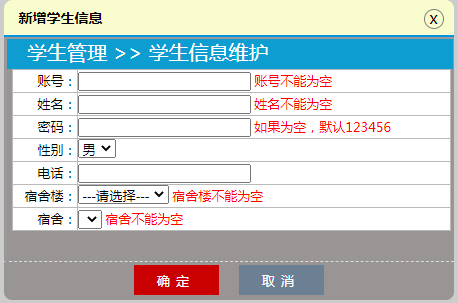 新增学生信息 X
学生管理 >> 学生信息维护
账号： 账号不能为空
姓名： 姓名不能为空
密码： 如果为空，默认123456
性别： 男
电话：
宿舍楼： ---请选择--- 宿舍楼不能为空
宿舍： 宿舍不能为空
确 定 取 消